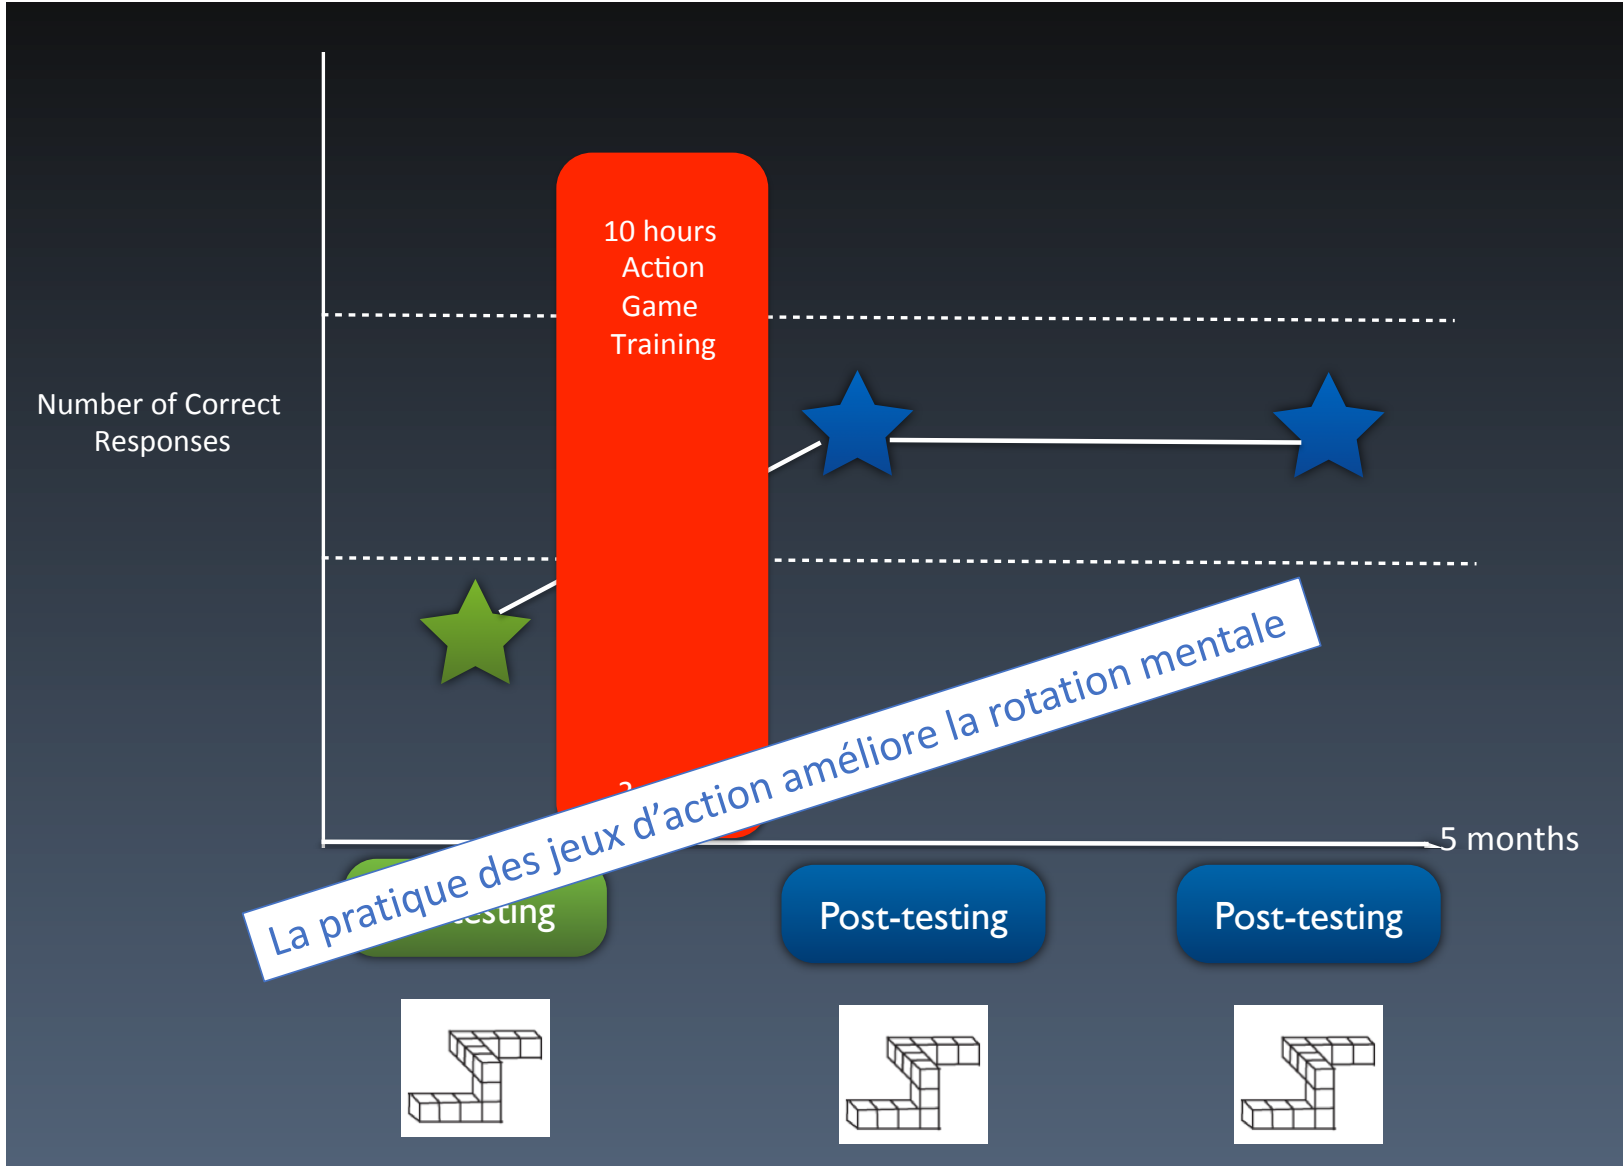 10 hours
Action
Game
Training
Number of Correct
Responses
La pratique des jeux d’action améliore la rotation mentale
5 months
testing
Post-testing
Post-testing